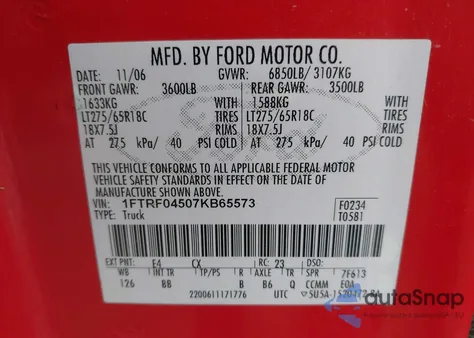 MFD. BY FORD MOTOR CO.
DATE: 11/06 GVWR: 6850LB/ 3107KG
FRONT GAWR: 3600LB REAR GAWR: 3500LB
1633KG WITH 1588KG WITH
LT275/65R18C TIRES LT275/65R18C TIRES
18X7.5J RIMS 18X7.5J RIMS
AT 275 kPa/ 40 PSI COLD AT 275 kPa/ 40 PSI COLD
THIS VEHICLE CONFORMS TO ALL APPLICABLE FEDERAL MOTOR
VEHICLE SAFETY STANDARDS IN EFFECT ON THE DATE OF
MANUFACTURE SHOWN ABOVE.
VIN: 1FTRF04507KB65573 F0234
TYPE: Truck T0581
EXT PNT: E4 CX RC: 23 DSO:
WB INT TR TP/PS R AXLE TR SPR 7F613
126 BB B B6 Q CCMM E0A
2200611171776 UTC
autoSnap